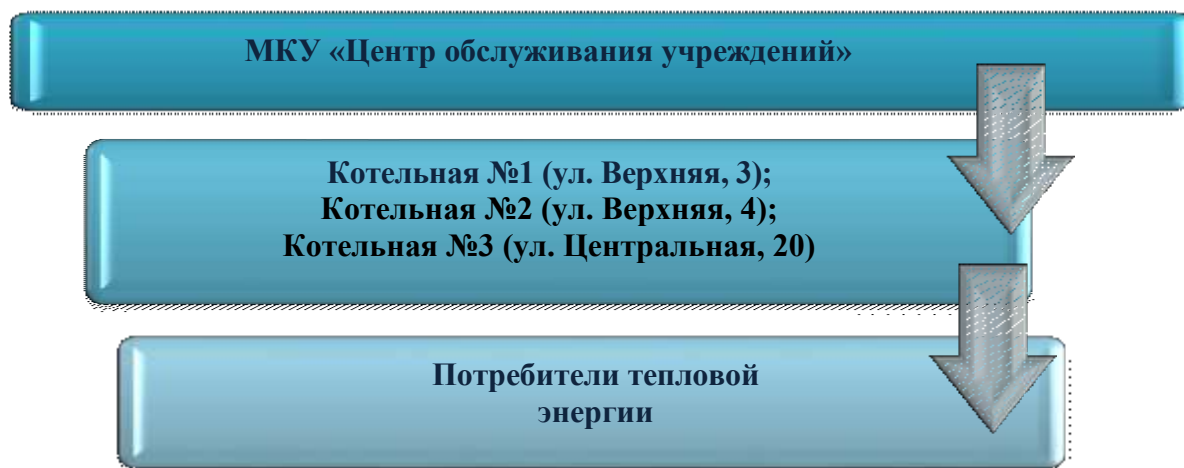 МКУ «Центр обслуживания учреждений»
Котельная №1 (ул. Верхняя, 3);
Котельная №2 (ул. Верхняя, 4);
Котельная №3 (ул. Центральная, 20)
Потребители тепловой
энергии